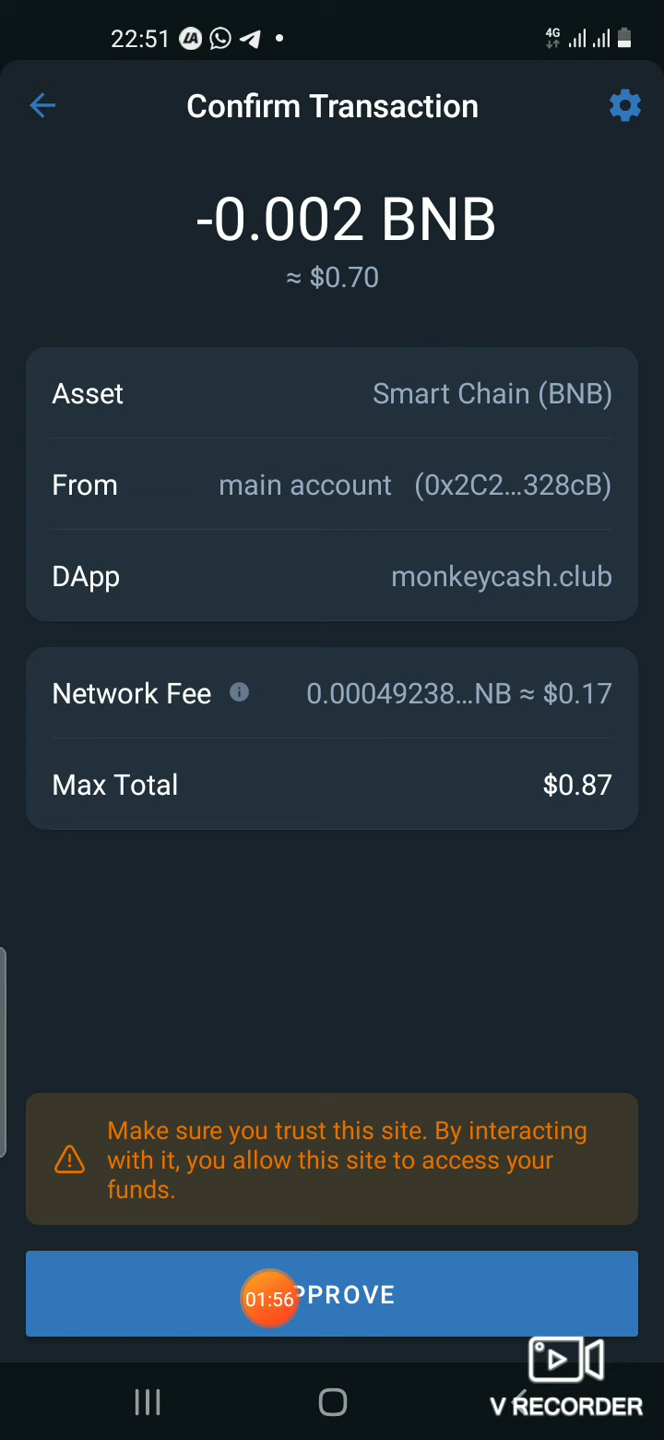 22:51
4G
Confirm Transaction
-0.002 BNB
≈ $0.70
Asset Smart Chain (BNB)
From main account (0x2C2...328cB)
DApp monkeycash.club
Network Fee 0.00049238...NB ≈ $0.17
Max Total $0.87
Make sure you trust this site. By interacting
with it, you allow this site to access your
funds.
01:56 PPROVE
V RECORDER